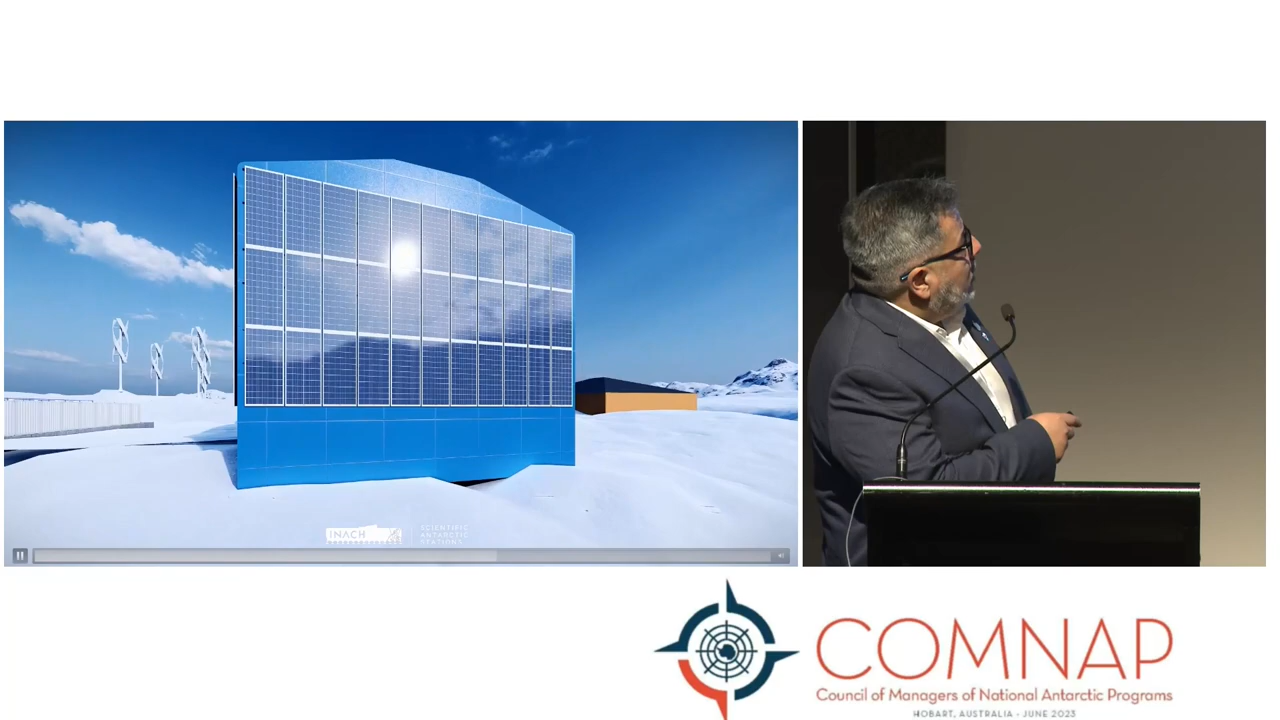 INACH
SCIENTIFIC
ANTARCTIC
STATIONS
COMNAP
Council of Managers of National Antarctic Programs
HOBART, AUSTRALIA - JUNE 2023